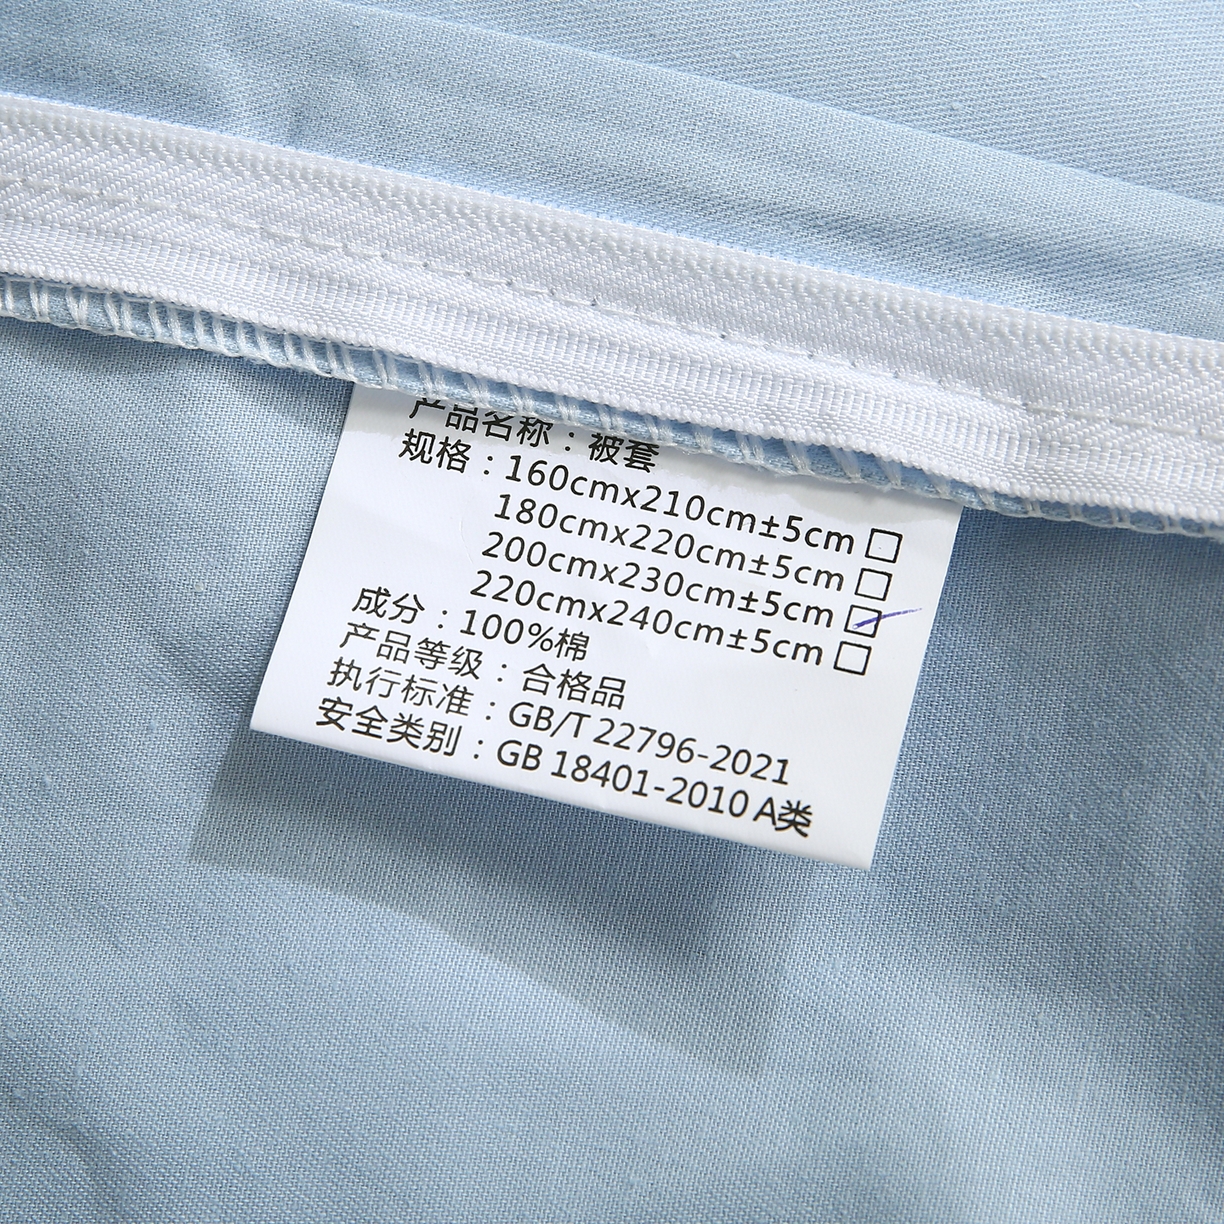 产品名称：被套
规格：160cmx210cm±5cm □
180cmx220cm±5cm □
200cmx230cm±5cm ☑
220cmx240cm±5cm □
成分：100%棉
产品等级：合格品
执行标准：GB/T 22796-2021
安全类别：GB 18401-2010 A类